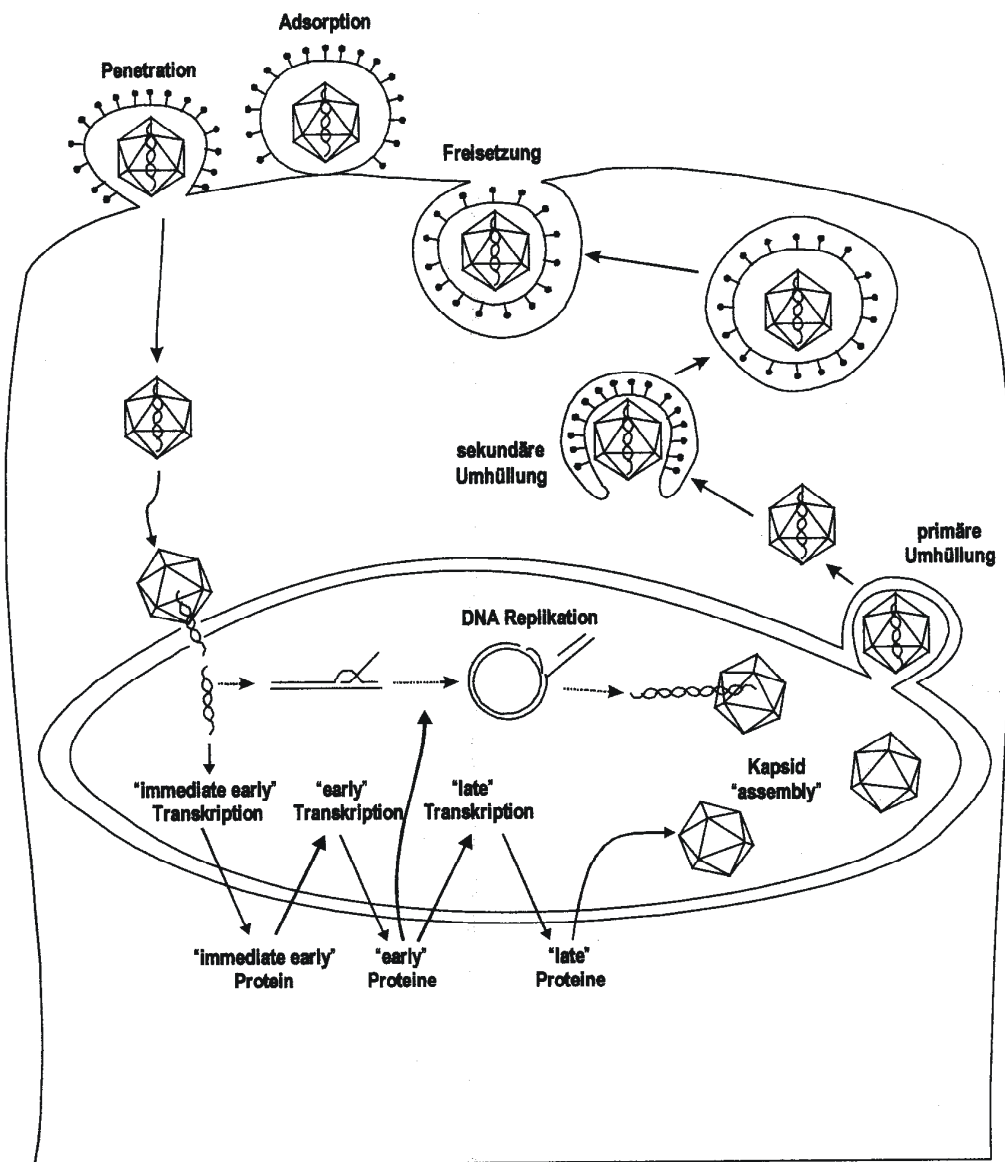 Adsorption
Penetration
Freisetzung
sekundäre
Umhüllung
primäre
Umhüllung
DNA Replikation
Kapsid
"assembly"
"immediate early"
Transkription
"early"
Transkription
"late"
Transkription
"immediate early"
Protein
"early"
Proteine
"late"
Proteine